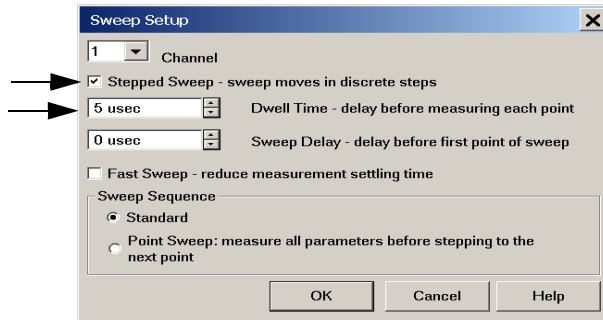 Sweep Setup
1 Channel
Stepped Sweep - sweep moves in discrete steps
5 usec Dwell Time - delay before measuring each point
0 usec Sweep Delay - delay before first point of sweep
Fast Sweep - reduce measurement settling time
Sweep Sequence
Standard
Point Sweep: measure all parameters before stepping to the
next point
OK Cancel Help